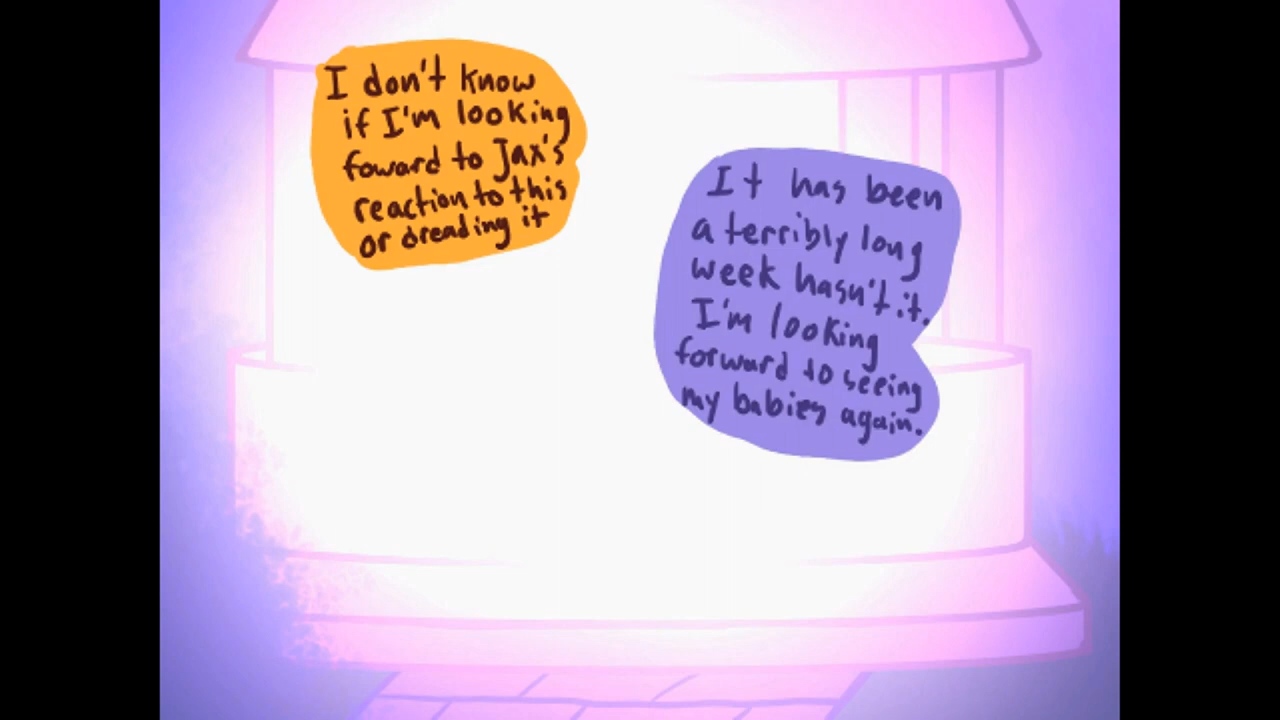 I don't know
if I'm looking
foward to Jax's
reaction to this
or dreading it
It has been
a terribly long
week hasn't it.
I'm looking
forward to seeing
my babies again.